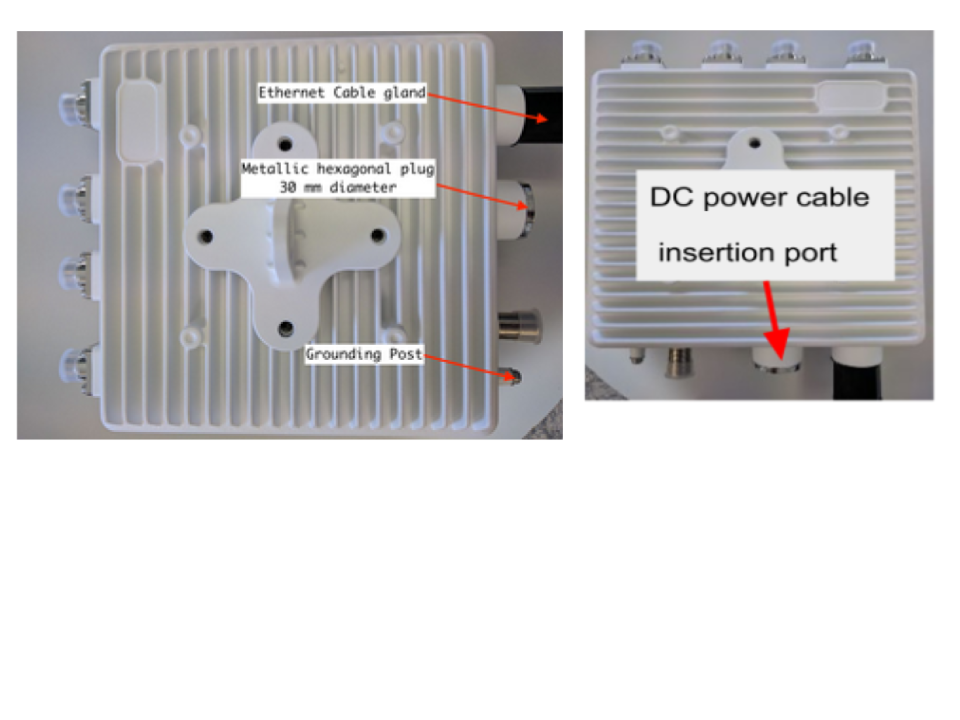 Ethernet Cable gland
Metallic hexagonal plug
30 mm diameter
Grounding Post
DC power cable
insertion port